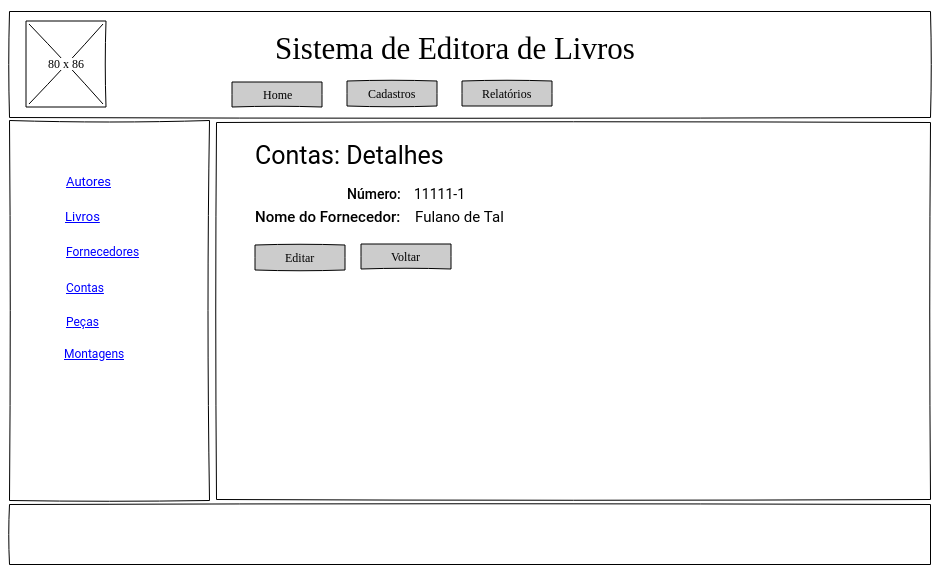 Sistema de Editora de Livros
80 x 86
Home
Cadastros
Relatórios
Autores
Livros
Fornecedores
Contas
Peças
Montagens
Contas: Detalhes
Número: 11111-1
Nome do Fornecedor: Fulano de Tal
Editar
Voltar